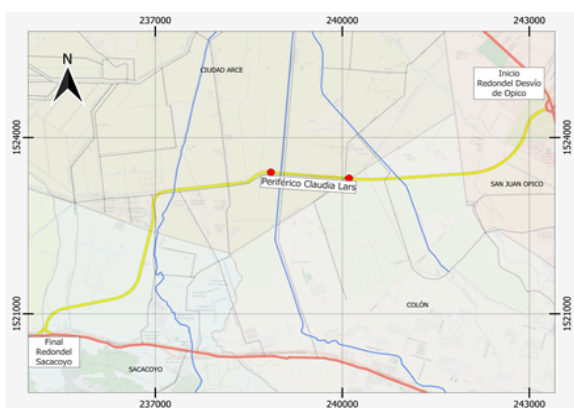 237000
240000
243000
N
CIUDAD ARCE
Inicio
Redondel Desvío
de Opico
1524000
1524000
Periférico Claudia Lars
SAN JUAN OPICO
1521000
1521000
COLÓN
Final
Redondel
Sacacoyo
SACACOYO
237000
240000
243000